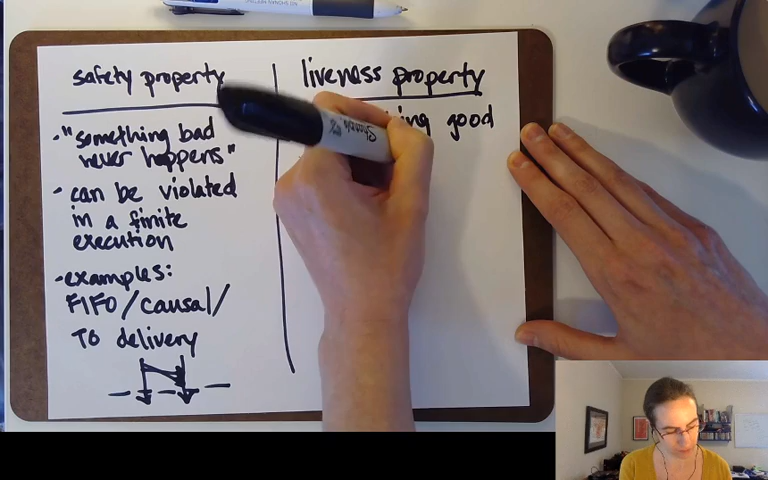 safety property
• "something bad
never happens"
• can be violated
in a finite
execution
• examples:
FIFO/causal/
TO delivery
liveness property
good
Sharpie